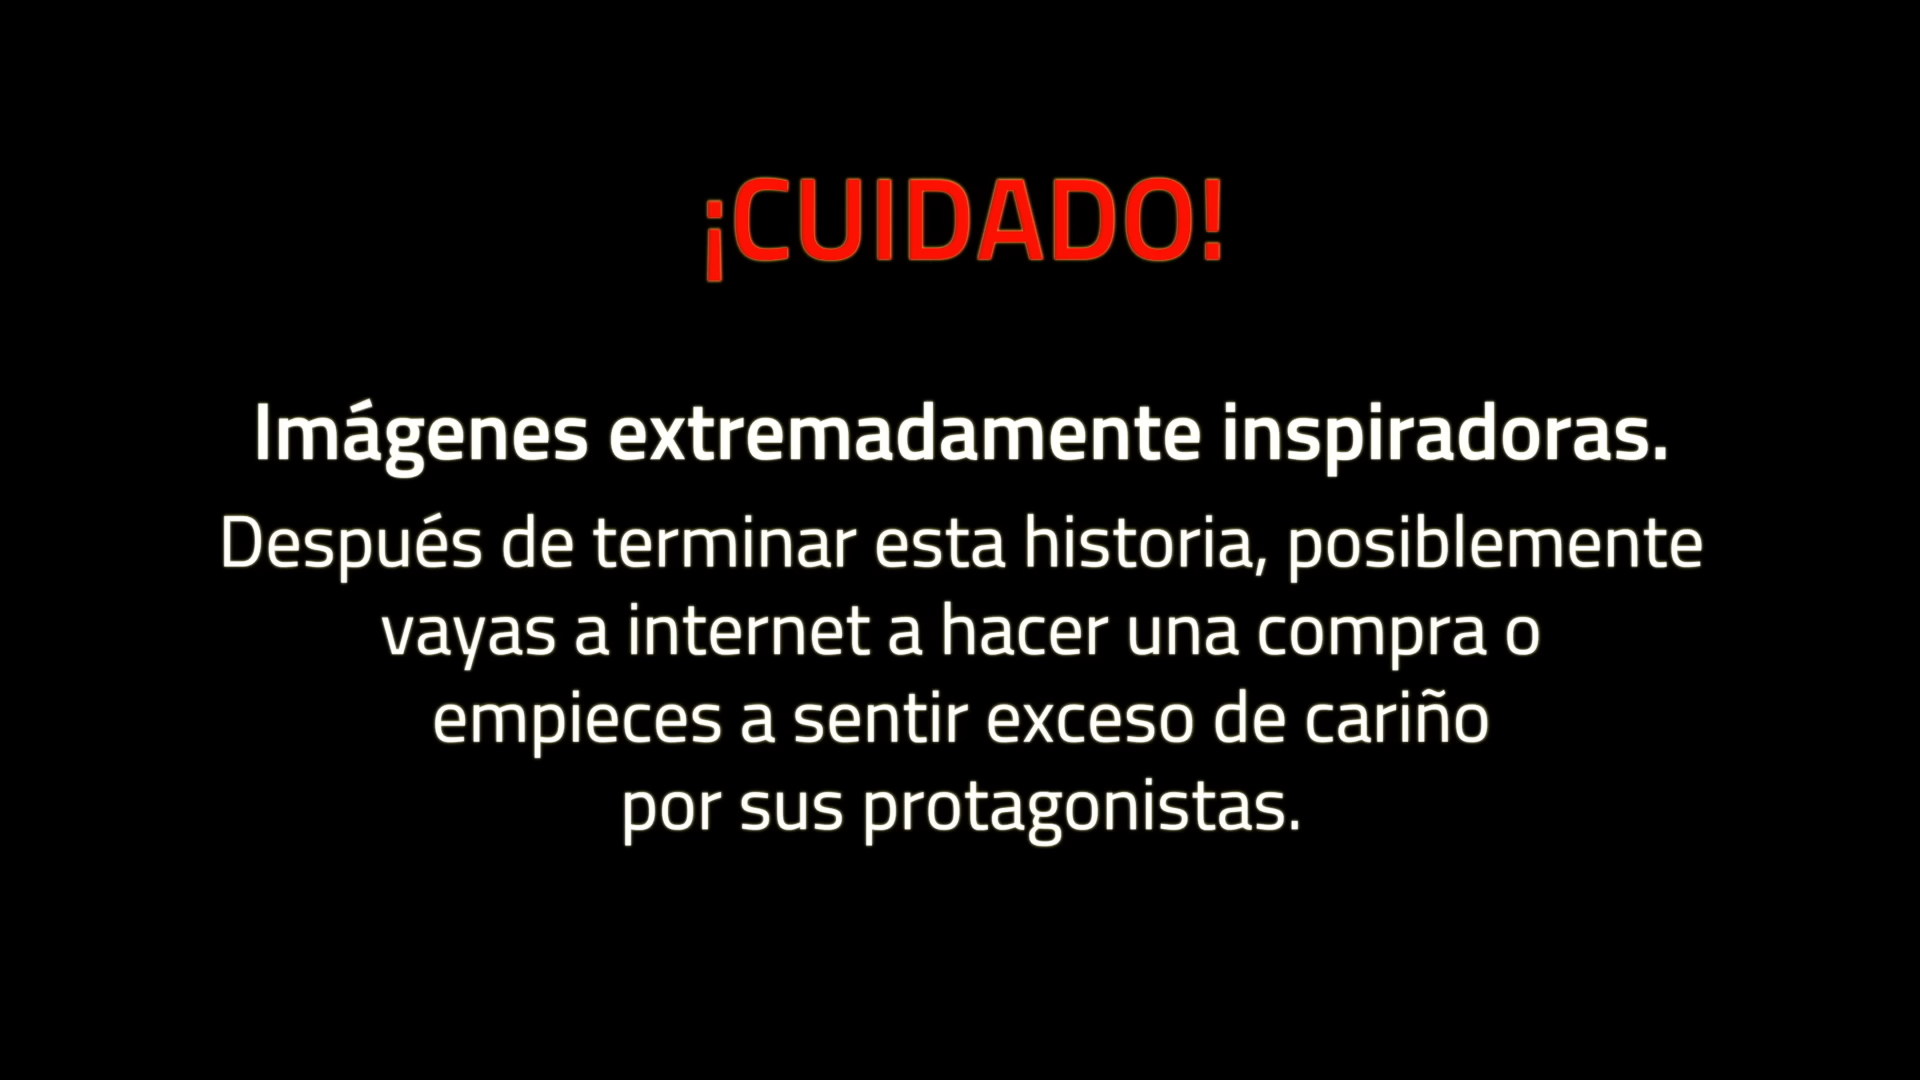 ¡CUIDADO!
Imágenes extremadamente inspiradoras.
Después de terminar esta historia, posiblemente
vayas a internet a hacer una compra o
empieces a sentir exceso de cariño
por sus protagonistas.